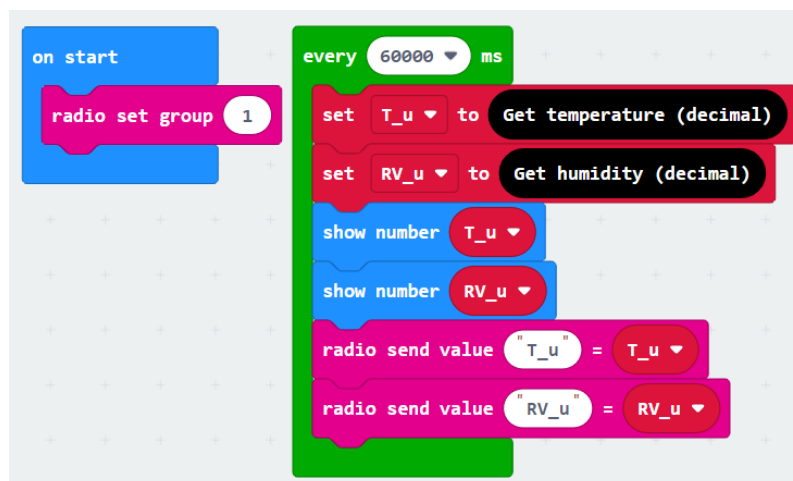 on start
radio set group 1
every 60000 ms
set T_u to Get temperature (decimal)
set RV_u to Get humidity (decimal)
show number T_u
show number RV_u
radio send value "T_u" = T_u
radio send value "RV_u" = RV_u